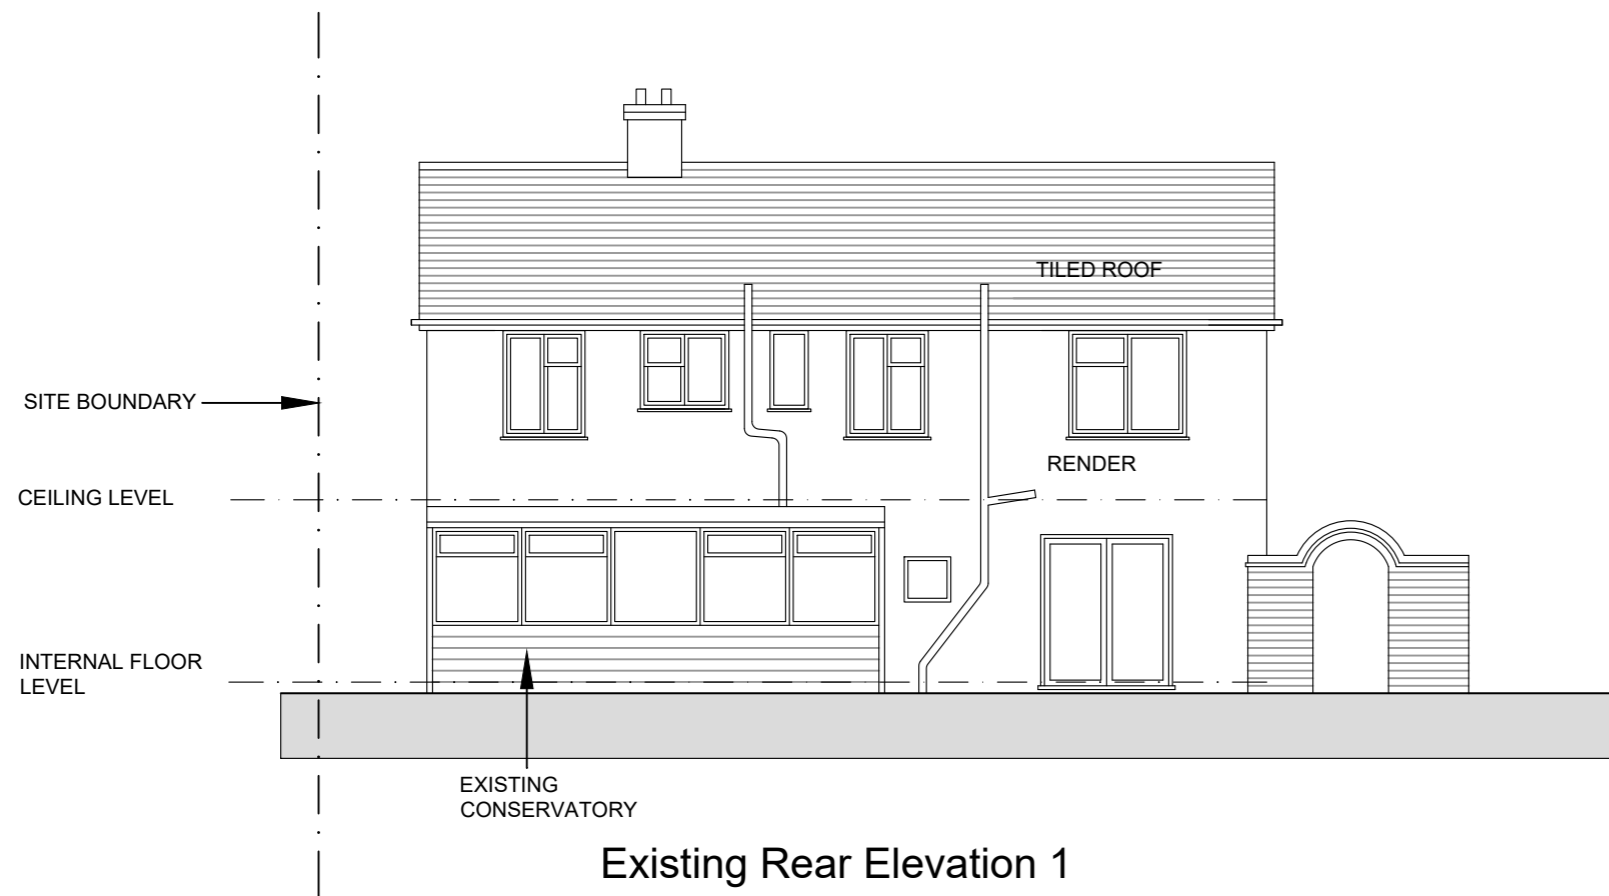 TILED ROOF
SITE BOUNDARY
RENDER
CEILING LEVEL
INTERNAL FLOOR
LEVEL
EXISTING
CONSERVATORY
Existing Rear Elevation 1